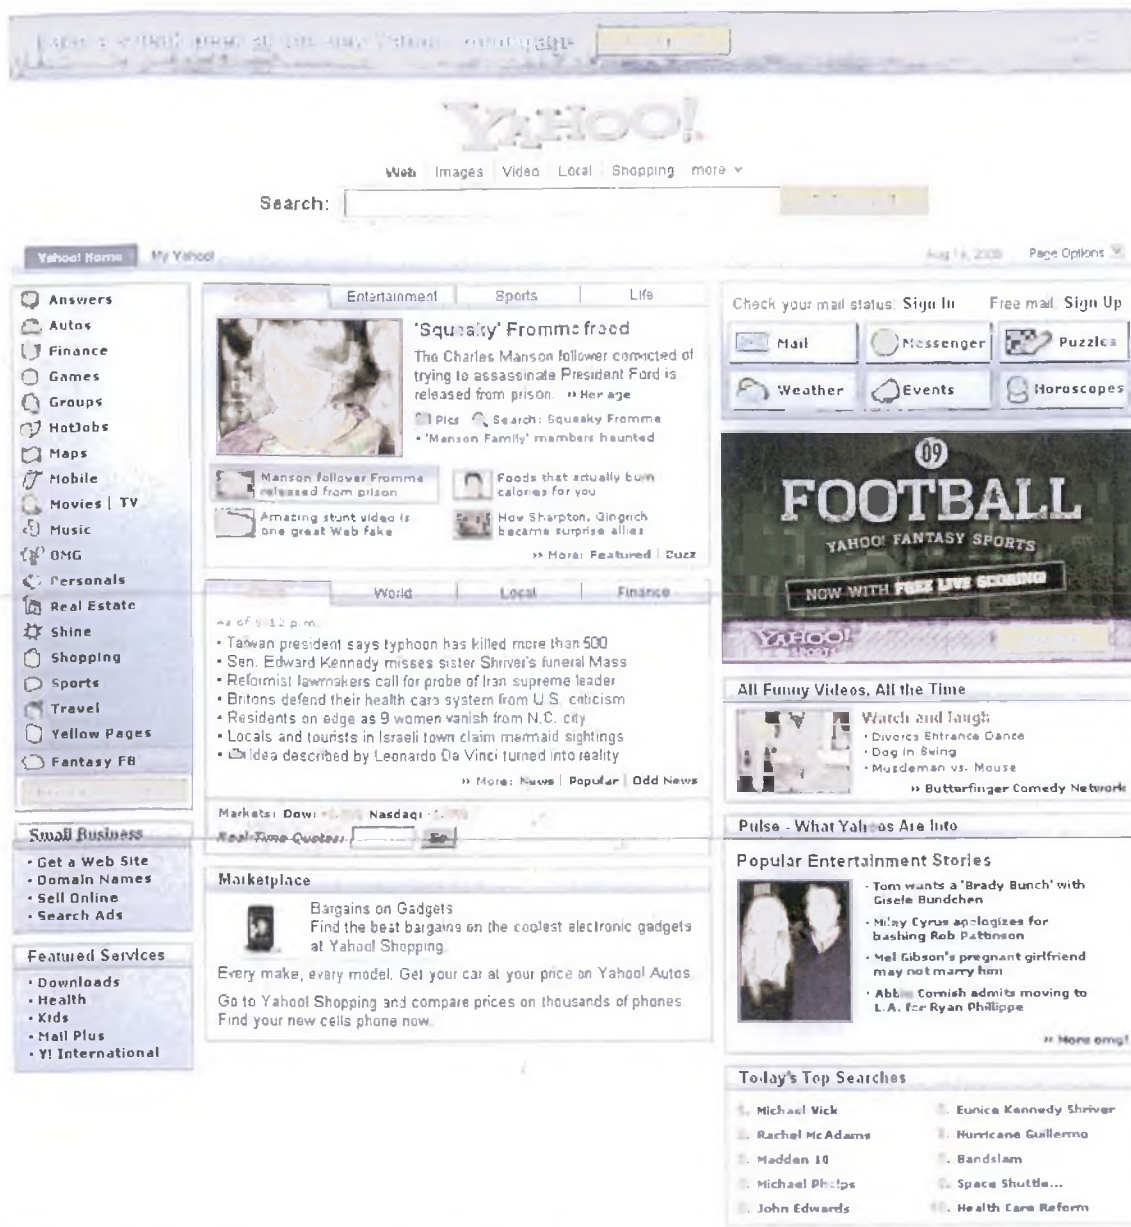 YAHOO!
Web Images Video Local Shopping more
Search:
Yahoo! Home My Yahoo! Aug 14, 2009 Page Options
Answers
Autos
Finance
Games
Groups
HotJobs
Maps
Mobile
Movies | TV
Music
OMG
Personals
Real Estate
Shine
Shopping
Sports
Travel
Yellow Pages
Fantasy FB
Small Business
• Get a Web Site
• Domain Names
• Sell Online
• Search Ads
Featured Services
• Downloads
• Health
• Kids
• Mail Plus
• Y! International
Entertainment Sports Life
'Squeaky' Fromme freed
The Charles Manson follower convicted of
trying to assassinate President Ford is
released from prison. » Her age
Pics Search: Squeaky Fromme
• 'Manson Family' members haunted
Manson follower Fromme
released from prison
Foods that actually burn
calories for you
Amazing stunt video is
one great Web fake
How Sharpton, Gingrich
became surprise allies
» More: Featured | Buzz
World Local Finance
• Taiwan president says typhoon has killed more than 500
• Sen. Edward Kennedy misses sister Shriver's funeral Mass
• Reformist lawmakers call for probe of Iran supreme leader
• Britons defend their health care system from U.S. criticism
• Residents on edge as 9 women vanish from N.C. city
• Locals and tourists in Israeli town claim mermaid sightings
• Idea described by Leonardo Da Vinci turned into reality
» More: News | Popular | Odd News
Markets: Dow: Nasdaq:
Real-Time Quotes: Go
Marketplace
Bargains on Gadgets
Find the best bargains on the coolest electronic gadgets
at Yahoo! Shopping.
Every make, every model. Get your car at your price on Yahoo! Autos.
Go to Yahoo! Shopping and compare prices on thousands of phones.
Find your new cells phone now.
Check your mail status: Sign In Free mail: Sign Up
Mail Messenger Puzzles
Weather Events Horoscopes
09
FOOTBALL
YAHOO! FANTASY SPORTS
NOW WITH FREE LIVE SCORING!
YAHOO!
SPORTS
All Funny Videos, All the Time
Watch and laugh
• Divorce Entrance Dance
• Dog in Swing
• Muscleman vs. Mouse
» Butterfinger Comedy Network
Pulse - What Yahoos Are Into
Popular Entertainment Stories
• Tom wants a 'Brady Bunch' with
Gisele Bundchen
• Miley Cyrus apologizes for
bashing Rob Pattinson
• Mel Gibson's pregnant girlfriend
may not marry him
• Abbie Cornish admits moving to
L.A. for Ryan Phillippe
» More omg!
Today's Top Searches
Michael Vick
Rachel McAdams
Madden 10
Michael Phelps
John Edwards
Eunice Kennedy Shriver
Hurricane Guillermo
Bandslam
Space Shuttle...
Health Care Reform